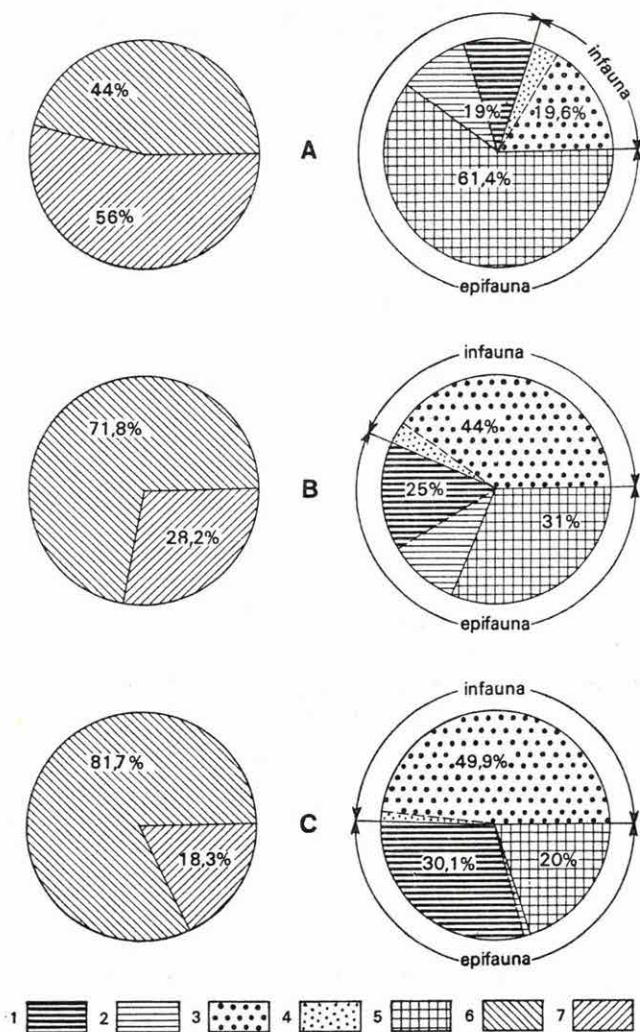 44%
56%
A
infauna
19%
19,6%
61,4%
epifauna
71,8%
28,2%
B
infauna
44%
25%
31%
epifauna
81,7%
18,3%
C
infauna
49,9%
30,1%
20%
epifauna
1 2 3 4 5 6 7